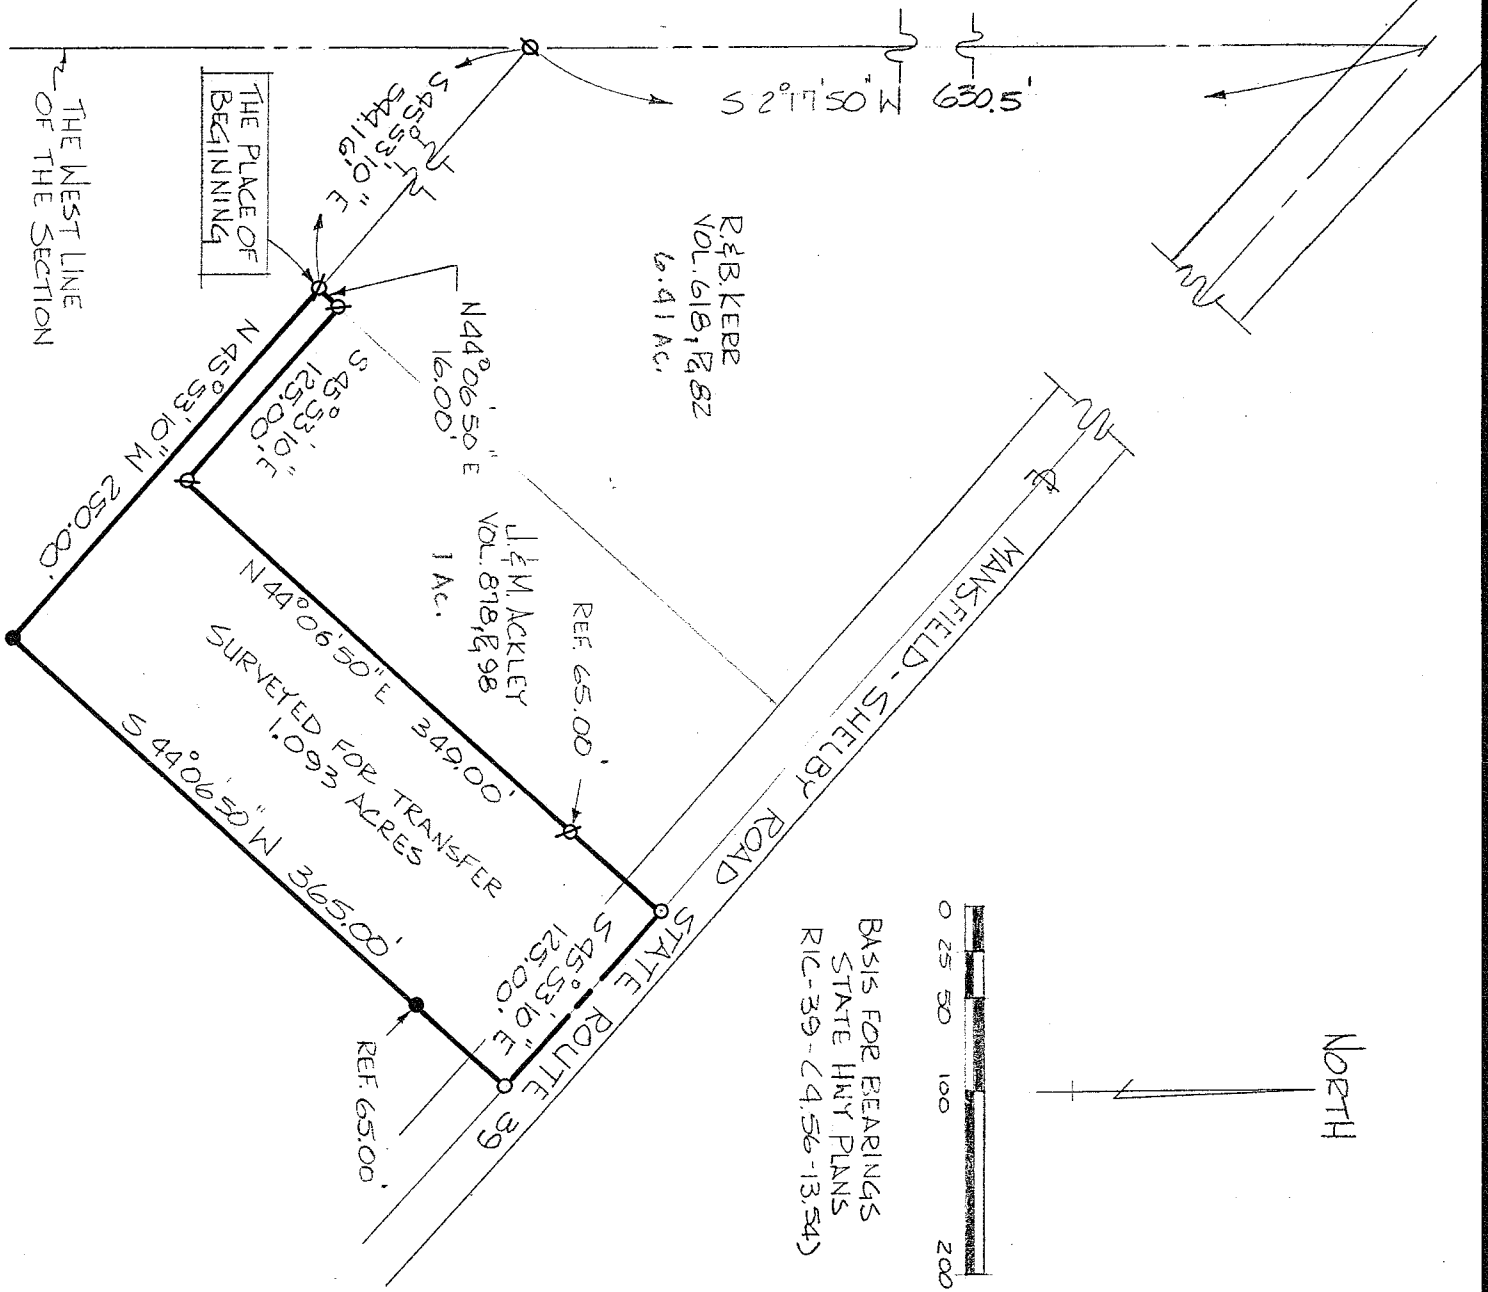 NORTH
S 2°17'50" W 630.5'
MANSFIELD-SHELBY ROAD STATE ROUTE 39
0 25 50 100 200
BASIS FOR BEARINGS
STATE HWY PLANS
RIC-39-(4.56-13.54)
R.&B. KERR
VOL. 618, PG. 82
6.41 AC.
S 45° 53' 10" E
544.16'
THE PLACE OF
BEGINNING
THE WEST LINE
OF THE SECTION
N 44° 06' 50" E
16.00'
S 45° 53' 10" E
125.00'
J.&M. ACKLEY
VOL. 878, PG. 98
1 AC.
REF. 65.00'
N 44° 06' 50" E 349.00'
S 45° 53' 10" E
125.00'
SURVEYED FOR TRANSFER
1.093 ACRES
N 45° 53' 10" W 250.00'
S 44° 06' 50" W 365.00'
REF. 65.00'